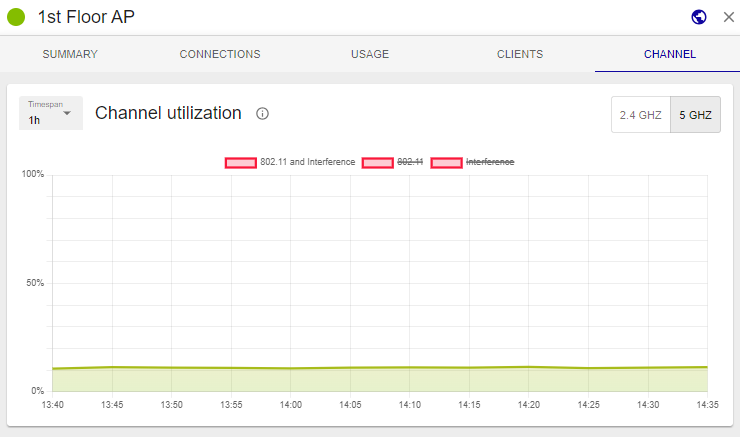 1st Floor AP
SUMMARY CONNECTIONS USAGE CLIENTS CHANNEL
Timespan
1h
Channel utilization
2.4 GHZ 5 GHZ
802.11 and Interference 802.11 Interference
100%
50%
0%
13:40 13:45 13:50 13:55 14:00 14:05 14:10 14:15 14:20 14:25 14:30 14:35